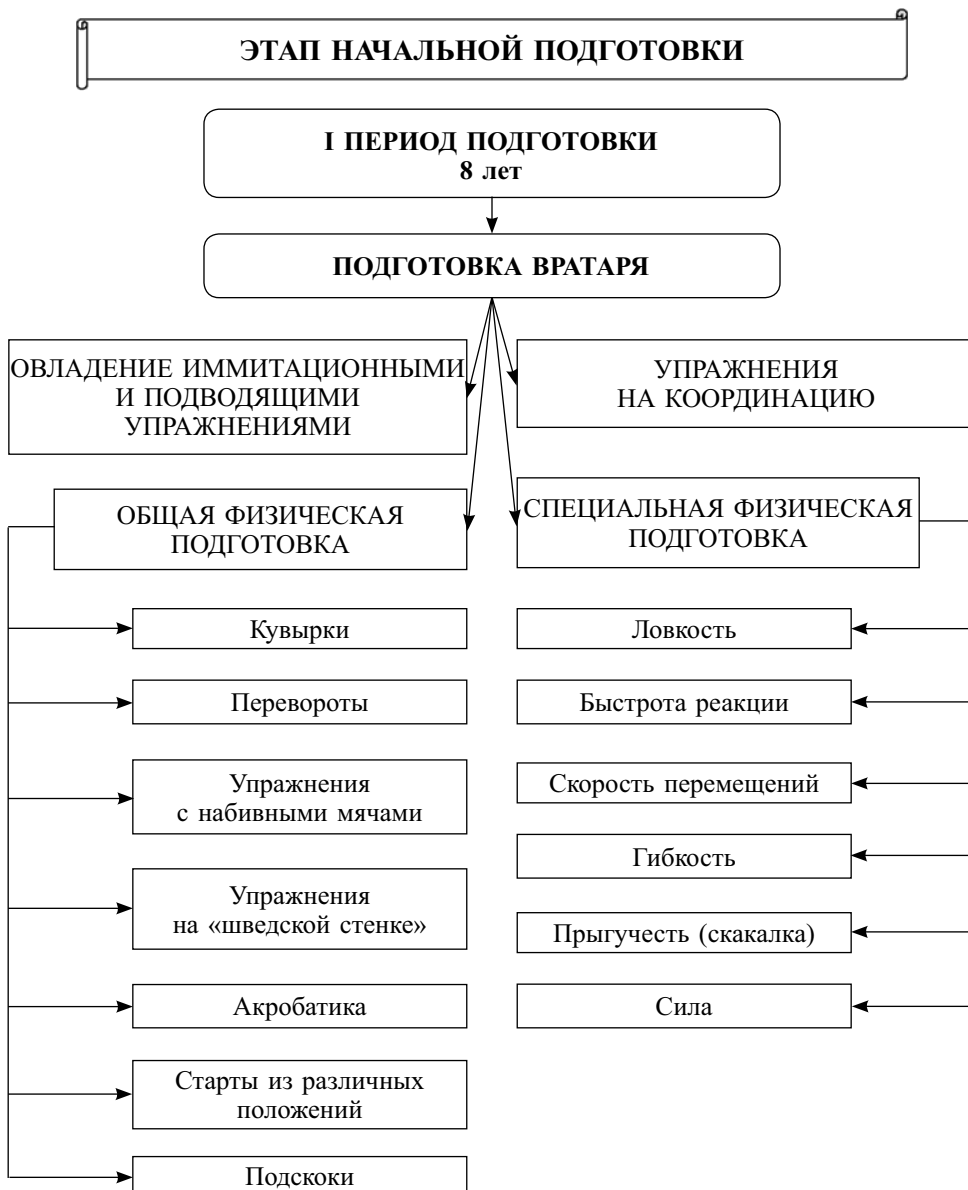 ЭТАП НАЧАЛЬНОЙ ПОДГОТОВКИ
I ПЕРИОД ПОДГОТОВКИ
8 лет
ПОДГОТОВКА ВРАТАРЯ
ОВЛАДЕНИЕ ИММИТАЦИОННЫМИ
И ПОДВОДЯЩИМИ
УПРАЖНЕНИЯМИ
УПРАЖНЕНИЯ
НА КООРДИНАЦИЮ
ОБЩАЯ ФИЗИЧЕСКАЯ
ПОДГОТОВКА
СПЕЦИАЛЬНАЯ ФИЗИЧЕСКАЯ
ПОДГОТОВКА
Кувырки
Перевороты
Упражнения
с набивными мячами
Упражнения
на «шведской стенке»
Акробатика
Старты из различных
положений
Подскоки
Ловкость
Быстрота реакции
Скорость перемещений
Гибкость
Прыгучесть (скакалка)
Сила